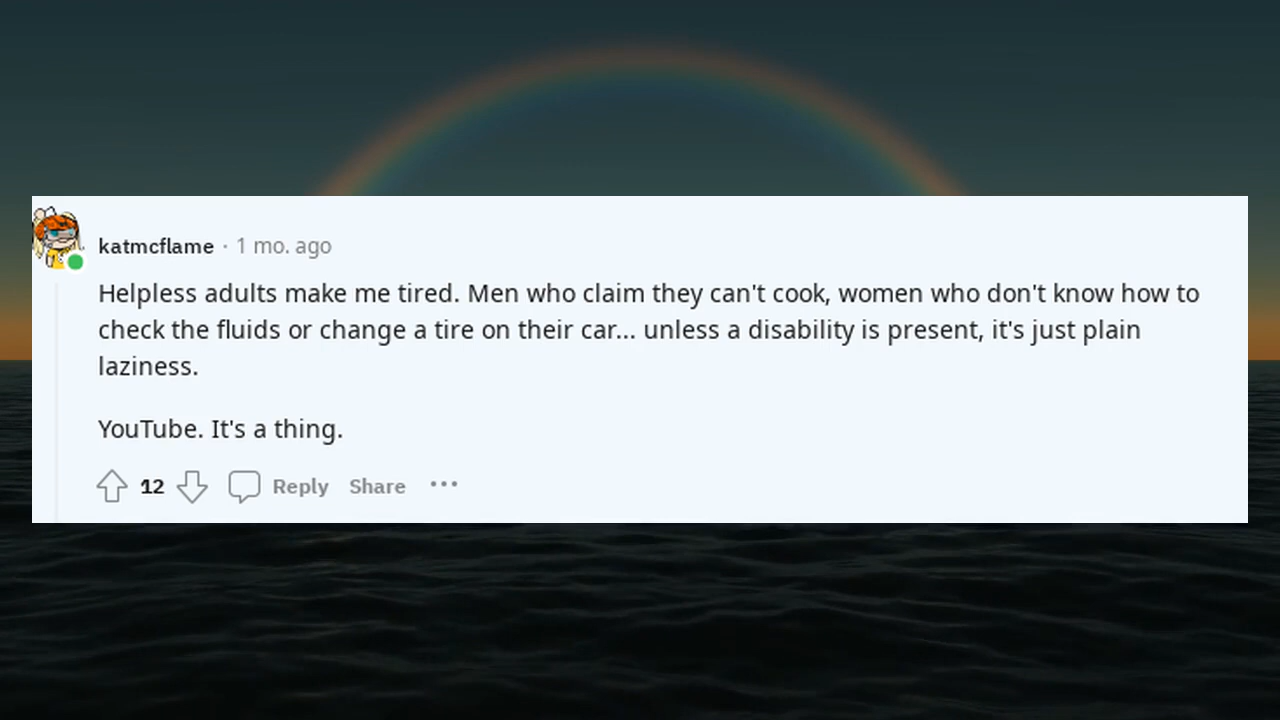 katmcflame · 1 mo. ago
Helpless adults make me tired. Men who claim they can't cook, women who don't know how to
check the fluids or change a tire on their car... unless a disability is present, it's just plain
laziness.
YouTube. It's a thing.
12 Reply Share •••